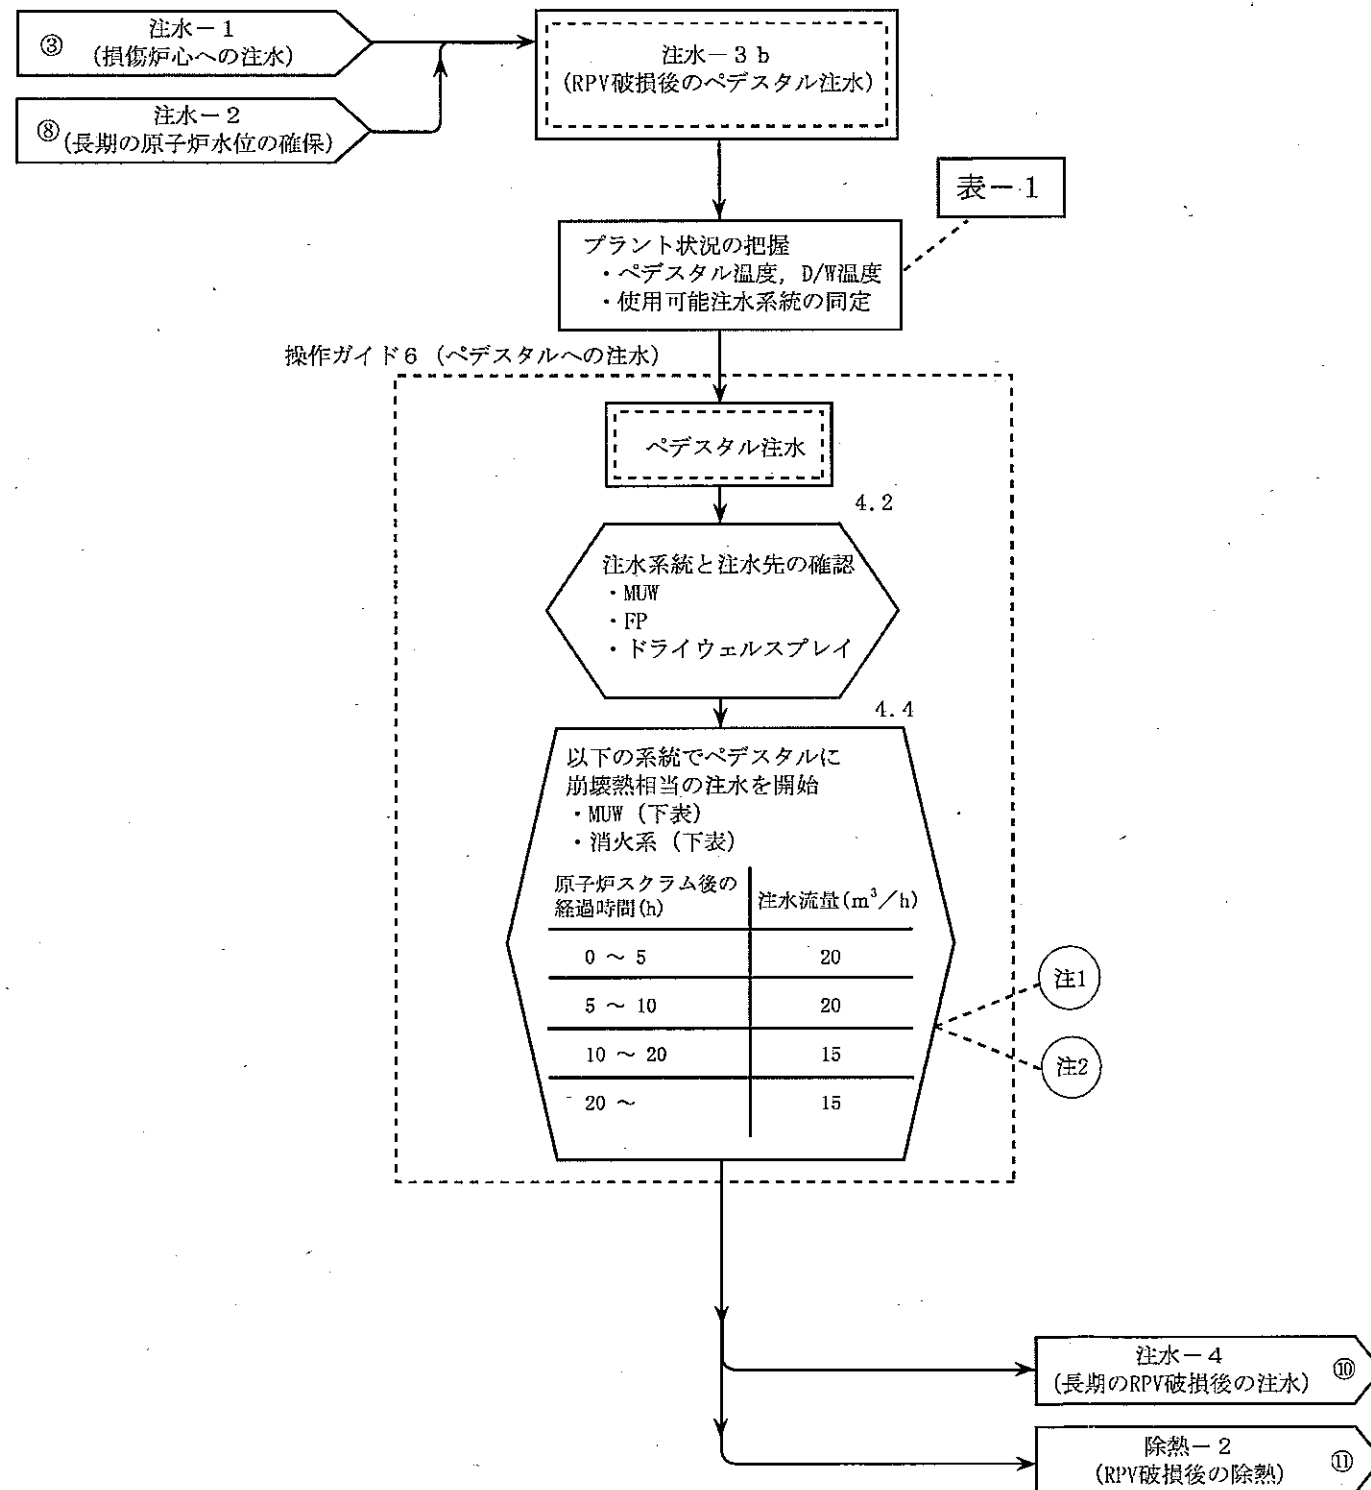 ③
注水－1
(損傷炉心への注水)
⑧
注水－2
(長期の原子炉水位の確保)
注水－3ｂ
(RPV破損後のペデスタル注水)
表－1
プラント状況の把握
・ペデスタル温度, D/W温度
・使用可能注水系統の同定
操作ガイド6 (ペデスタルへの注水)
ペデスタル注水
4.2
注水系統と注水先の確認
・MUW
・FP
・ドライウェルスプレイ
4.4
以下の系統でペデスタルに
崩壊熱相当の注水を開始
・MUW (下表)
・消火系 (下表)
原子炉スクラム後の
経過時間(h)
注水流量(m³／h)
0 ～ 5 20
5 ～ 10 20
10 ～ 20 15
20 ～ 15
注1
注2
注水－4
(長期のRPV破損後の注水)
⑩
除熱－2
(RPV破損後の除熱)
⑪